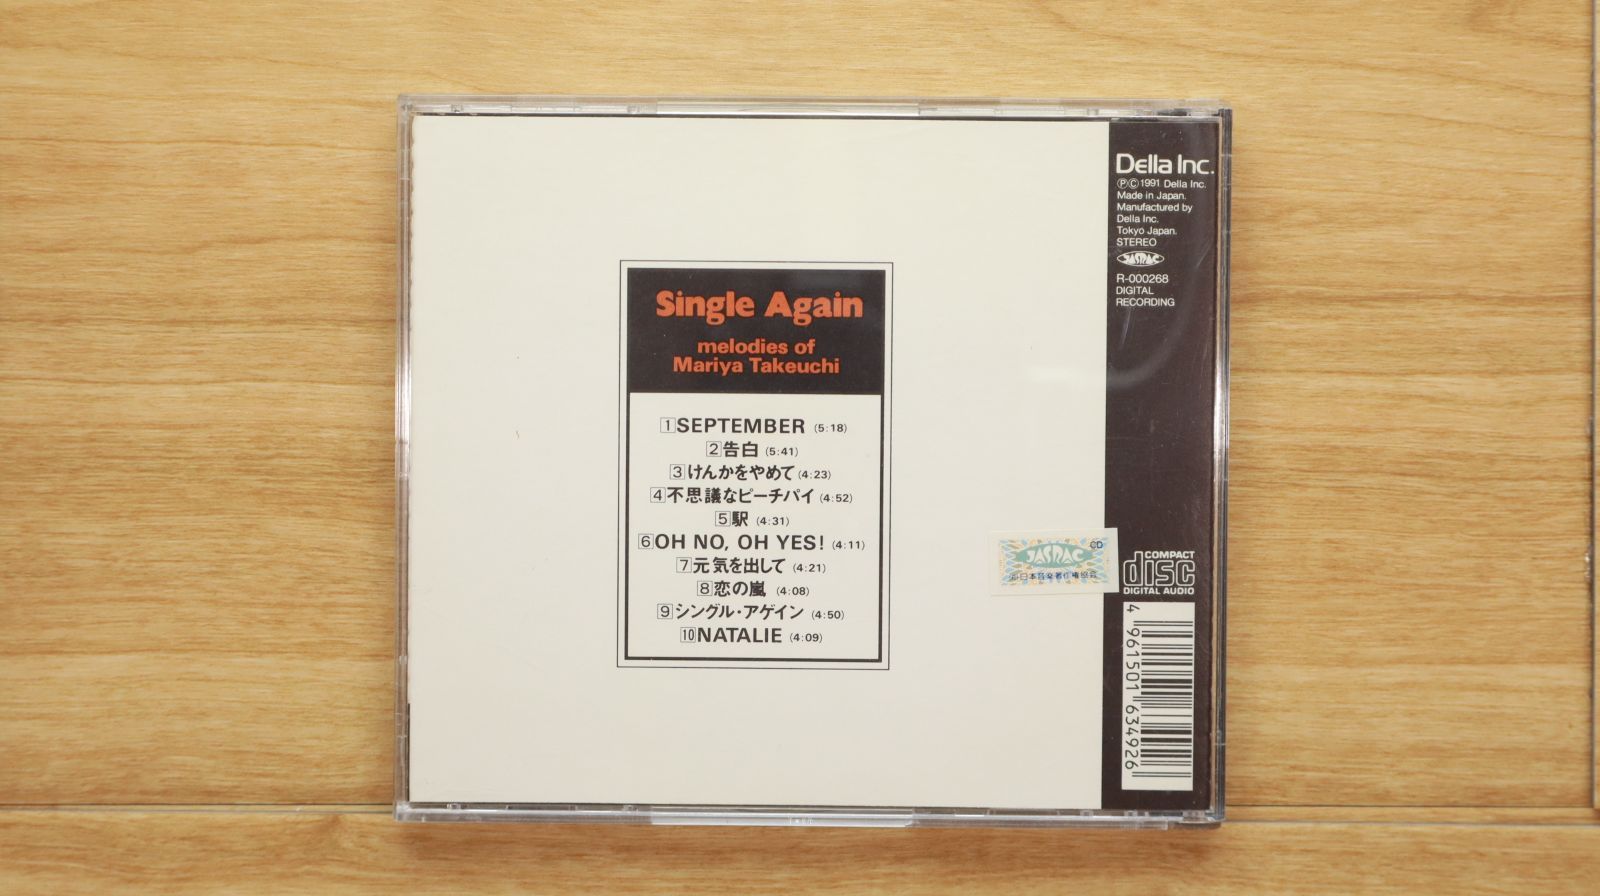 Single Again
melodies of
Mariya Takeuchi
1 SEPTEMBER (5:18)
2 告白 (5:41)
3 けんかをやめて (4:23)
4 不思議なピーチパイ (4:52)
5 駅 (4:31)
6 OH NO, OH YES! (4:11)
7 元気を出して (4:21)
8 恋の嵐 (4:08)
9 シングル・アゲイン (4:50)
10 NATALIE (4:09)
JASRAC CD
Della Inc.
ⓅⒸ1991 Della Inc.
Made in Japan.
Manufactured by
Della Inc.
Tokyo Japan.
STEREO
JASRAC
R-000268
DIGITAL
RECORDING
COMPACT
disc
DIGITAL AUDIO
4 961501 634926